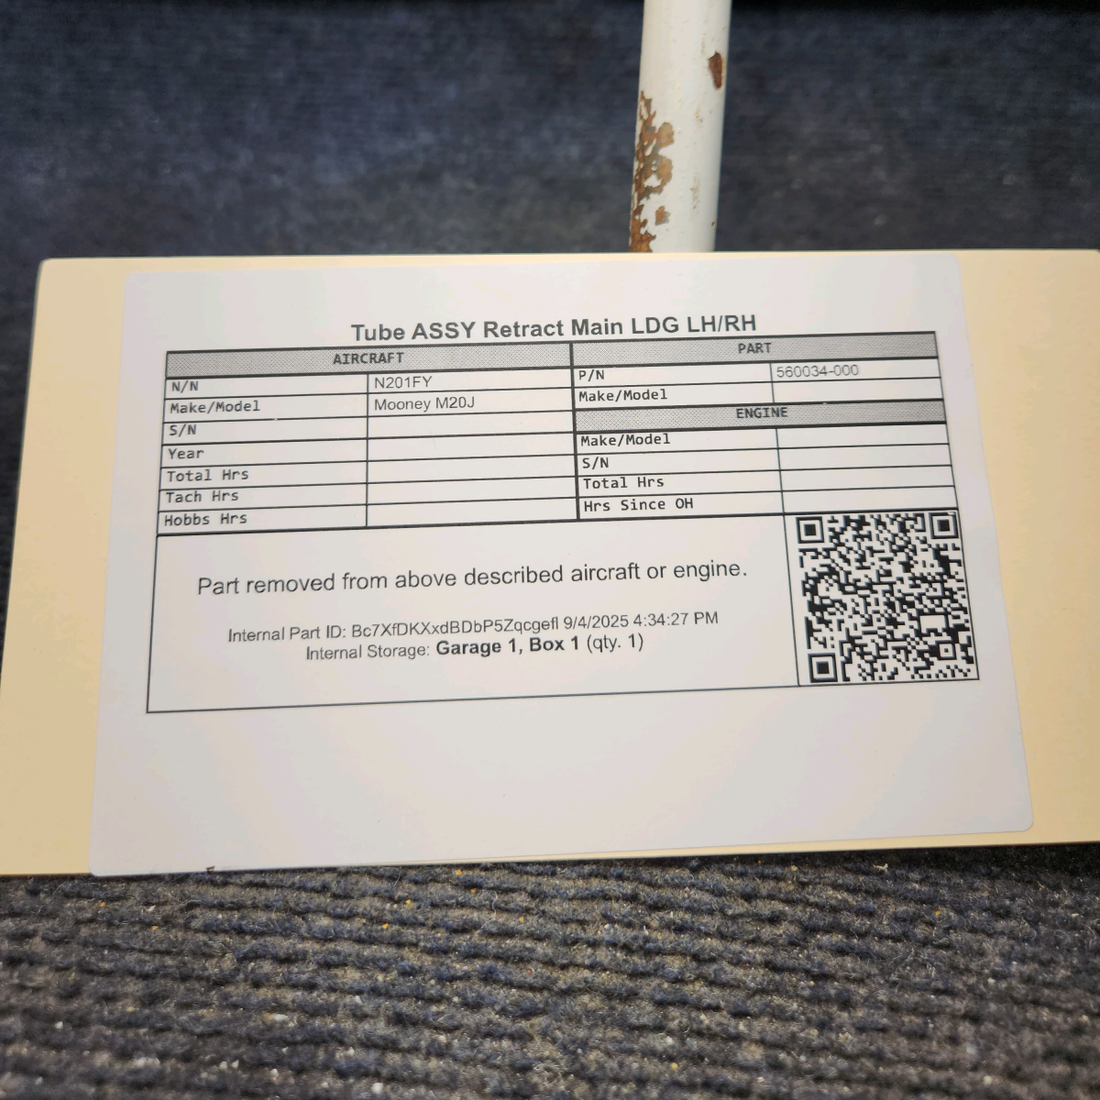 Tube ASSY Retract Main LDG LH/RH
AIRCRAFT
N/N N201FY
Make/Model Mooney M20J
S/N
Year
Total Hrs
Tach Hrs
Hobbs Hrs
PART
P/N 560034-000
Make/Model
ENGINE
Make/Model
S/N
Total Hrs
Hrs Since OH
Part removed from above described aircraft or engine.
Internal Part ID: Bc7XfDKXxdBDbP5Zqcgefl 9/4/2025 4:34:27 PM
Internal Storage: Garage 1, Box 1 (qty. 1)